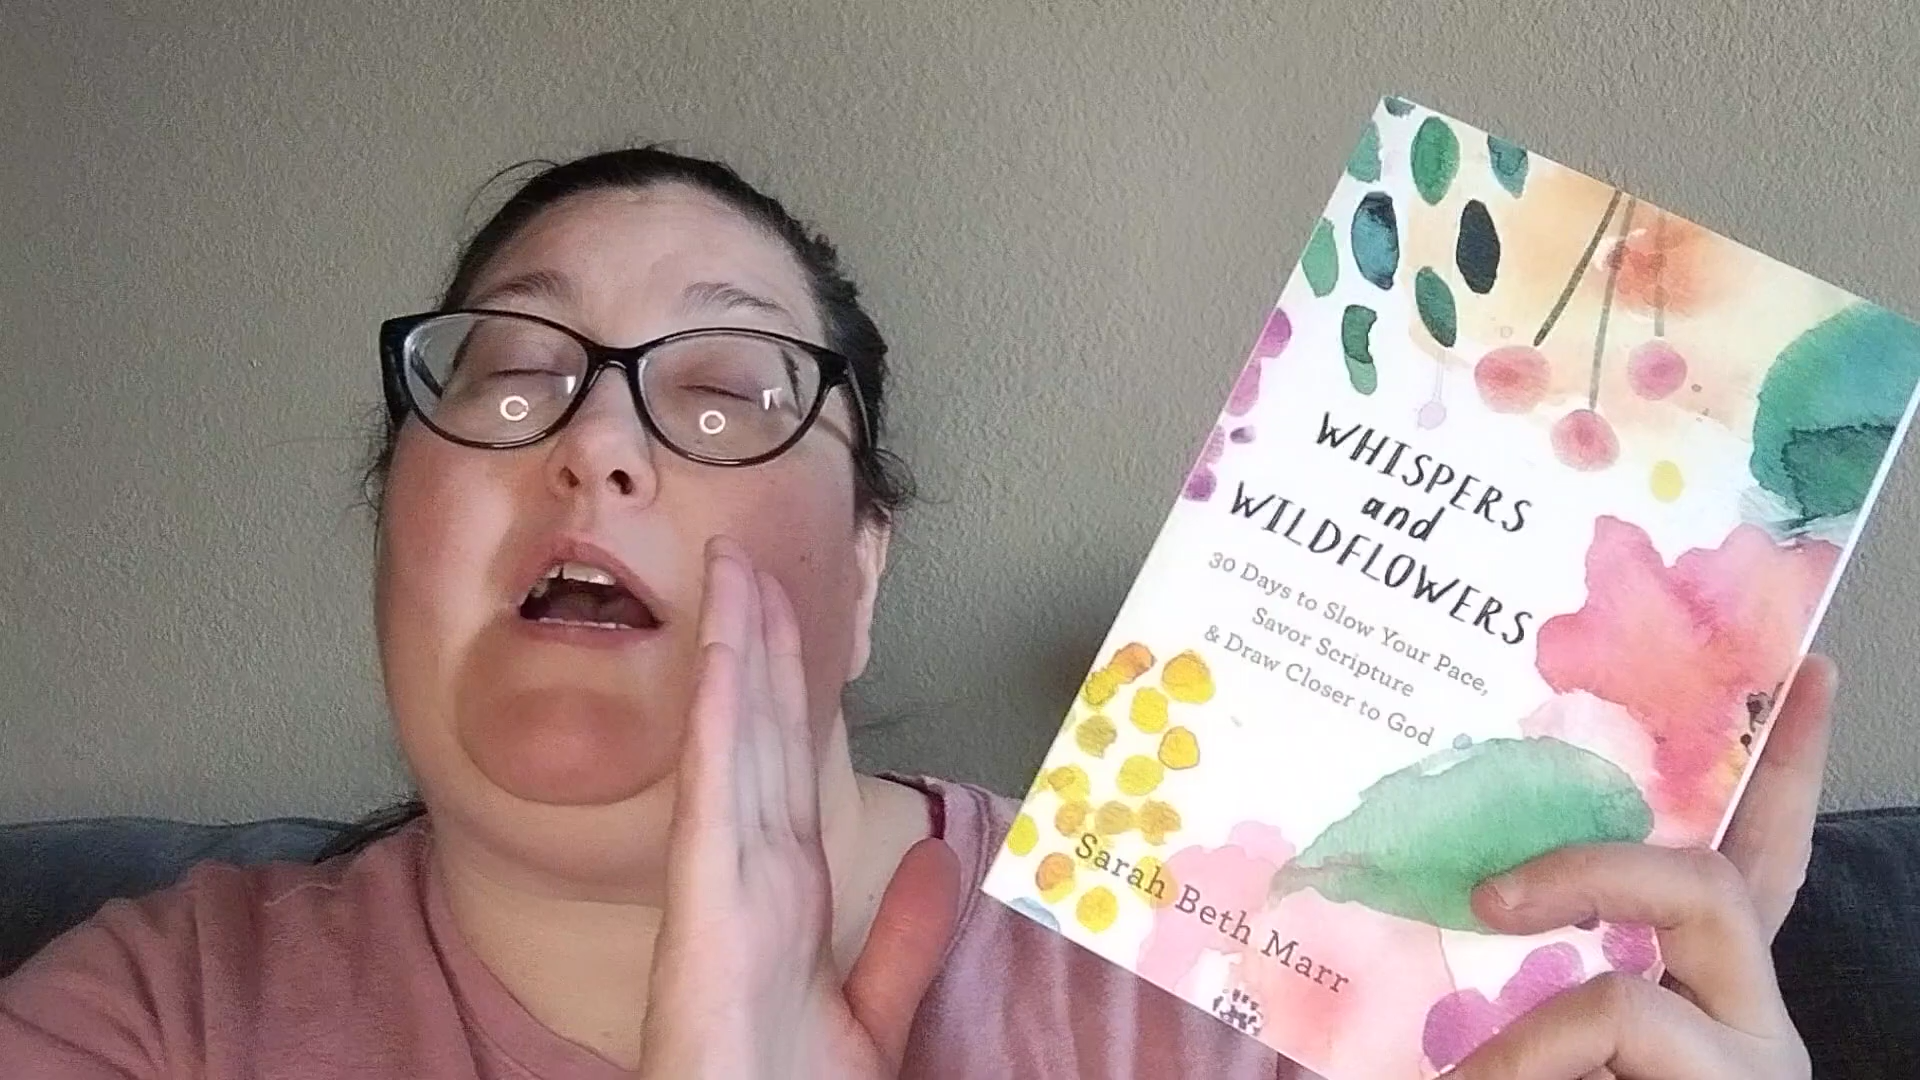 WHISPERS
and
WILDFLOWERS
30 Days to Slow Your Pace,
Savor Scripture
& Draw Closer to God
Sarah Beth Marr